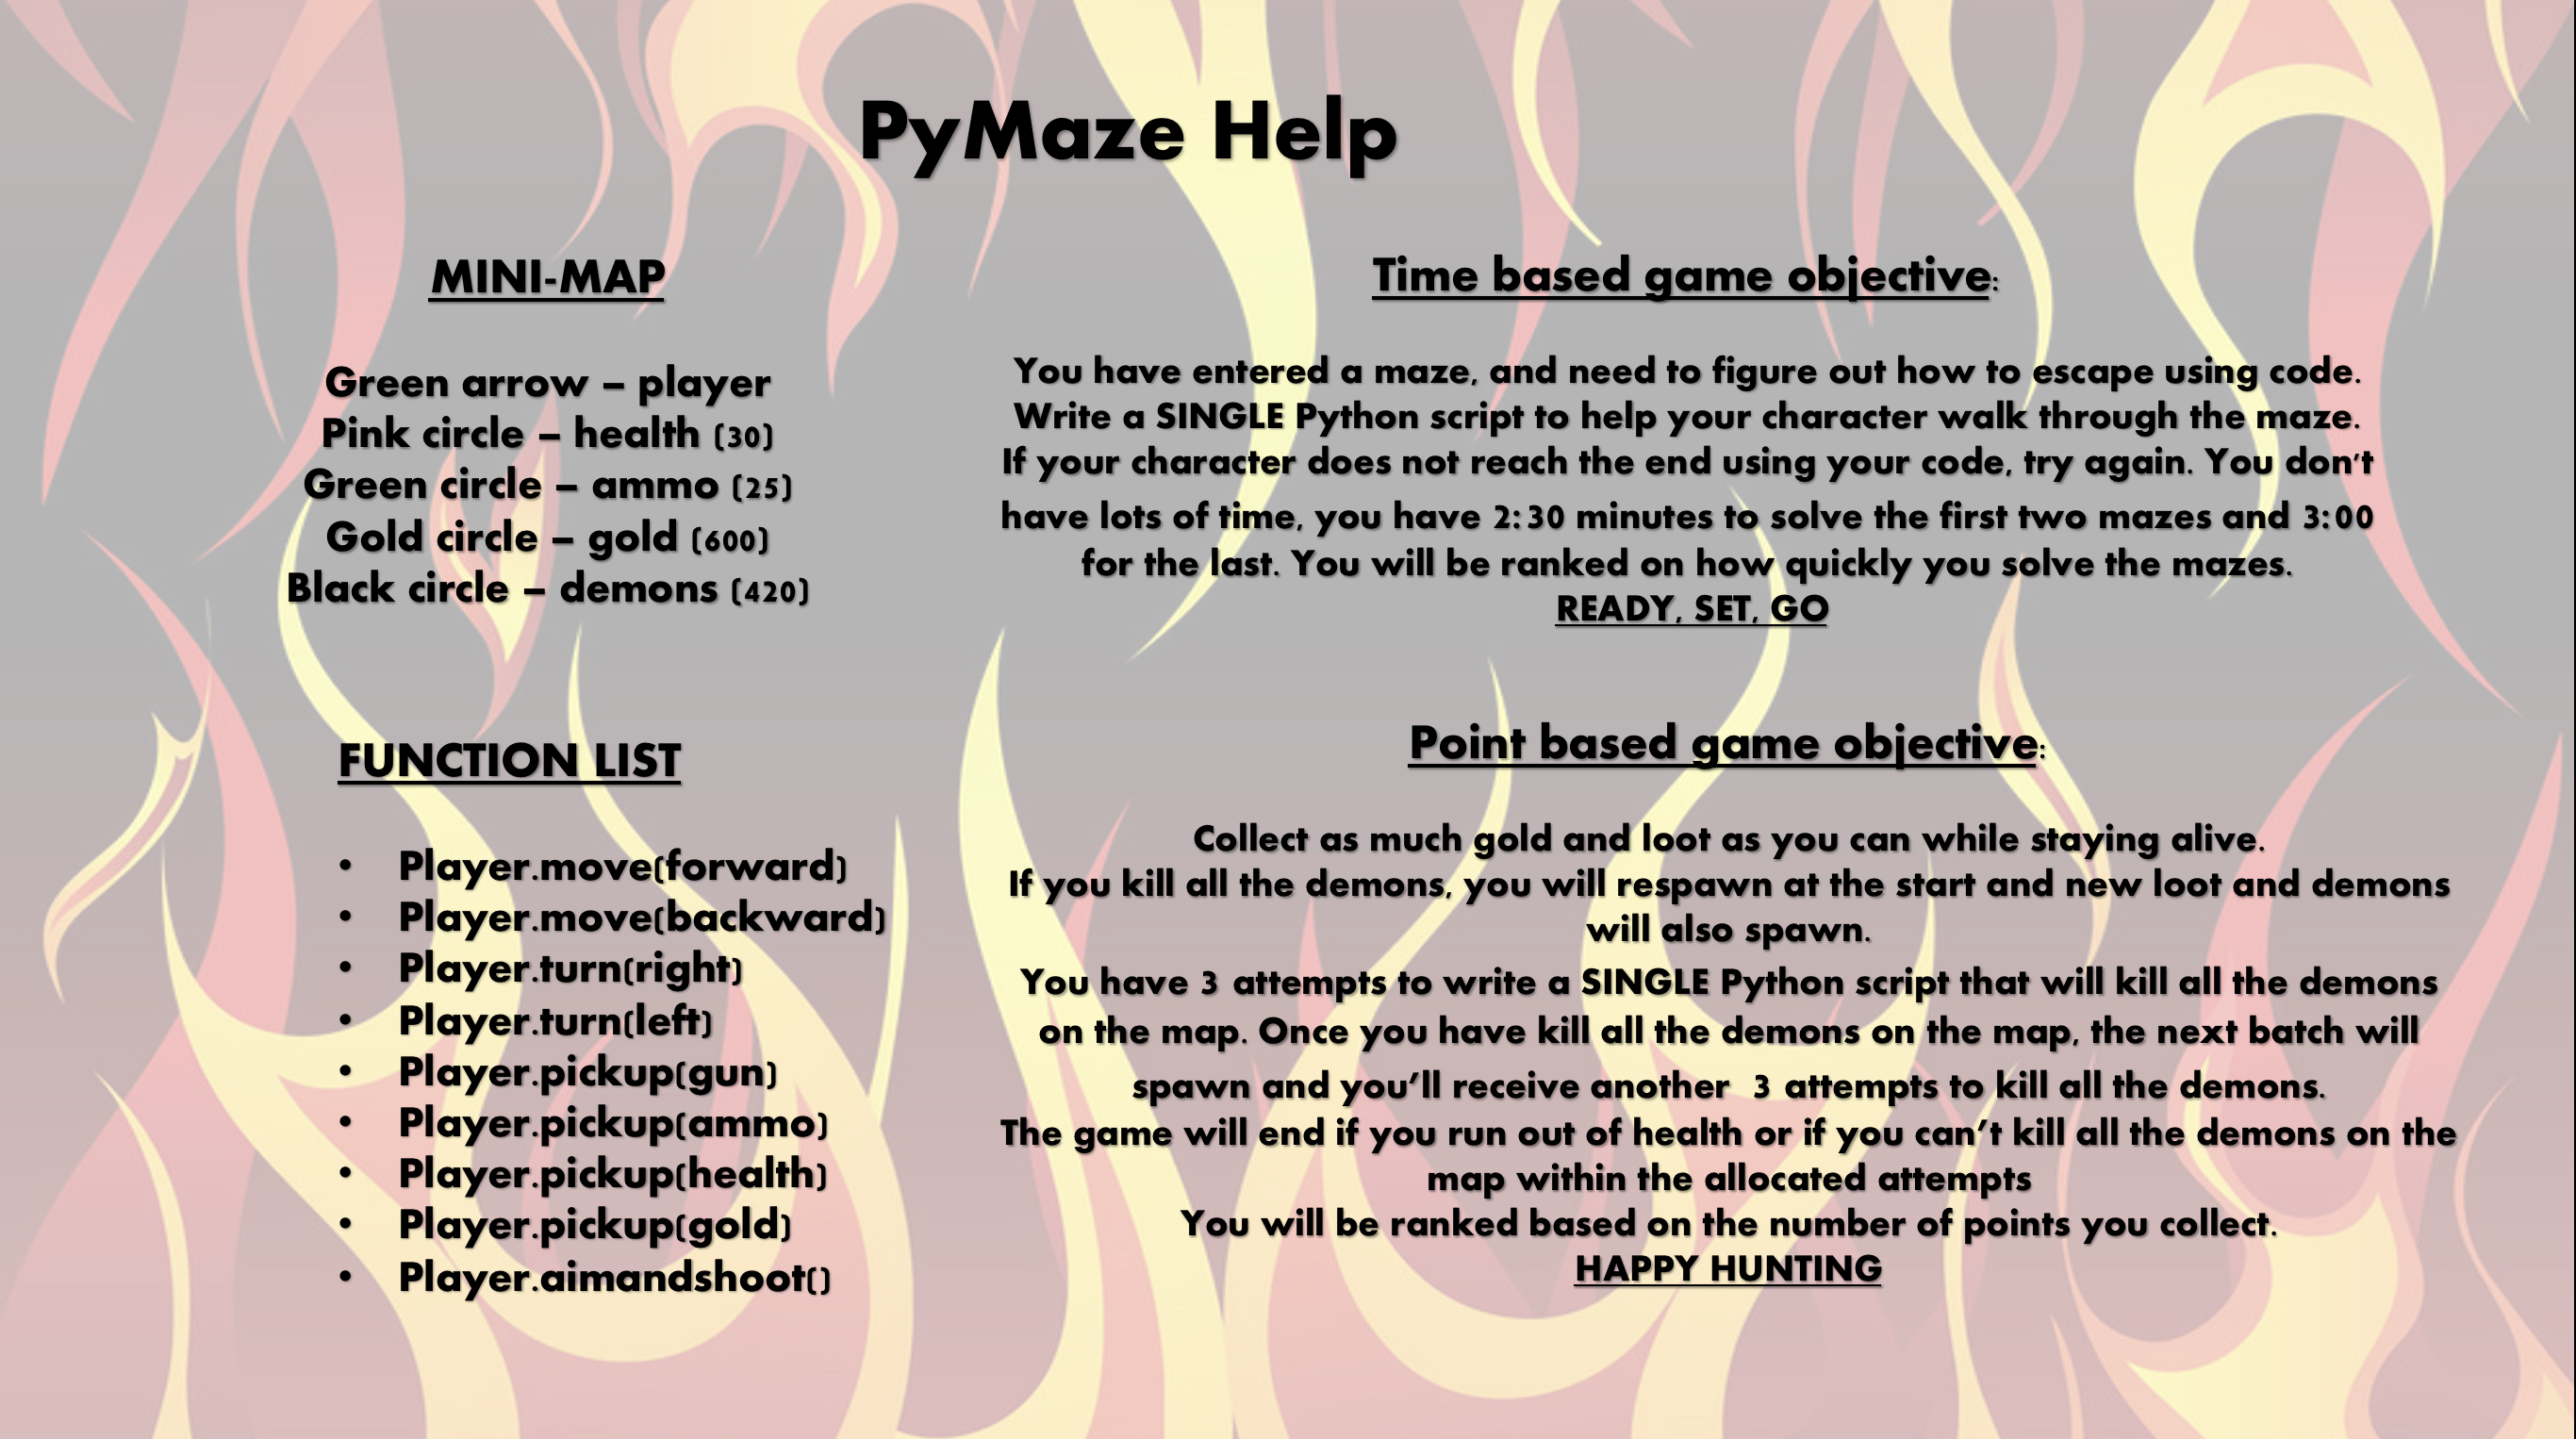 PyMaze Help
MINI-MAP
Green arrow – player
Pink circle – health (30)
Green circle – ammo (25)
Gold circle – gold (600)
Black circle – demons (420)
FUNCTION LIST
• Player.move(forward)
• Player.move(backward)
• Player.turn(right)
• Player.turn(left)
• Player.pickup(gun)
• Player.pickup(ammo)
• Player.pickup(health)
• Player.pickup(gold)
• Player.aimandshoot()
Time based game objective:
You have entered a maze, and need to figure out how to escape using code.
Write a SINGLE Python script to help your character walk through the maze.
If your character does not reach the end using your code, try again. You don't
have lots of time, you have 2:30 minutes to solve the first two mazes and 3:00
for the last. You will be ranked on how quickly you solve the mazes.
READY, SET, GO
Point based game objective:
Collect as much gold and loot as you can while staying alive.
If you kill all the demons, you will respawn at the start and new loot and demons
will also spawn.
You have 3 attempts to write a SINGLE Python script that will kill all the demons
on the map. Once you have kill all the demons on the map, the next batch will
spawn and you’ll receive another 3 attempts to kill all the demons.
The game will end if you run out of health or if you can’t kill all the demons on the
map within the allocated attempts
You will be ranked based on the number of points you collect.
HAPPY HUNTING